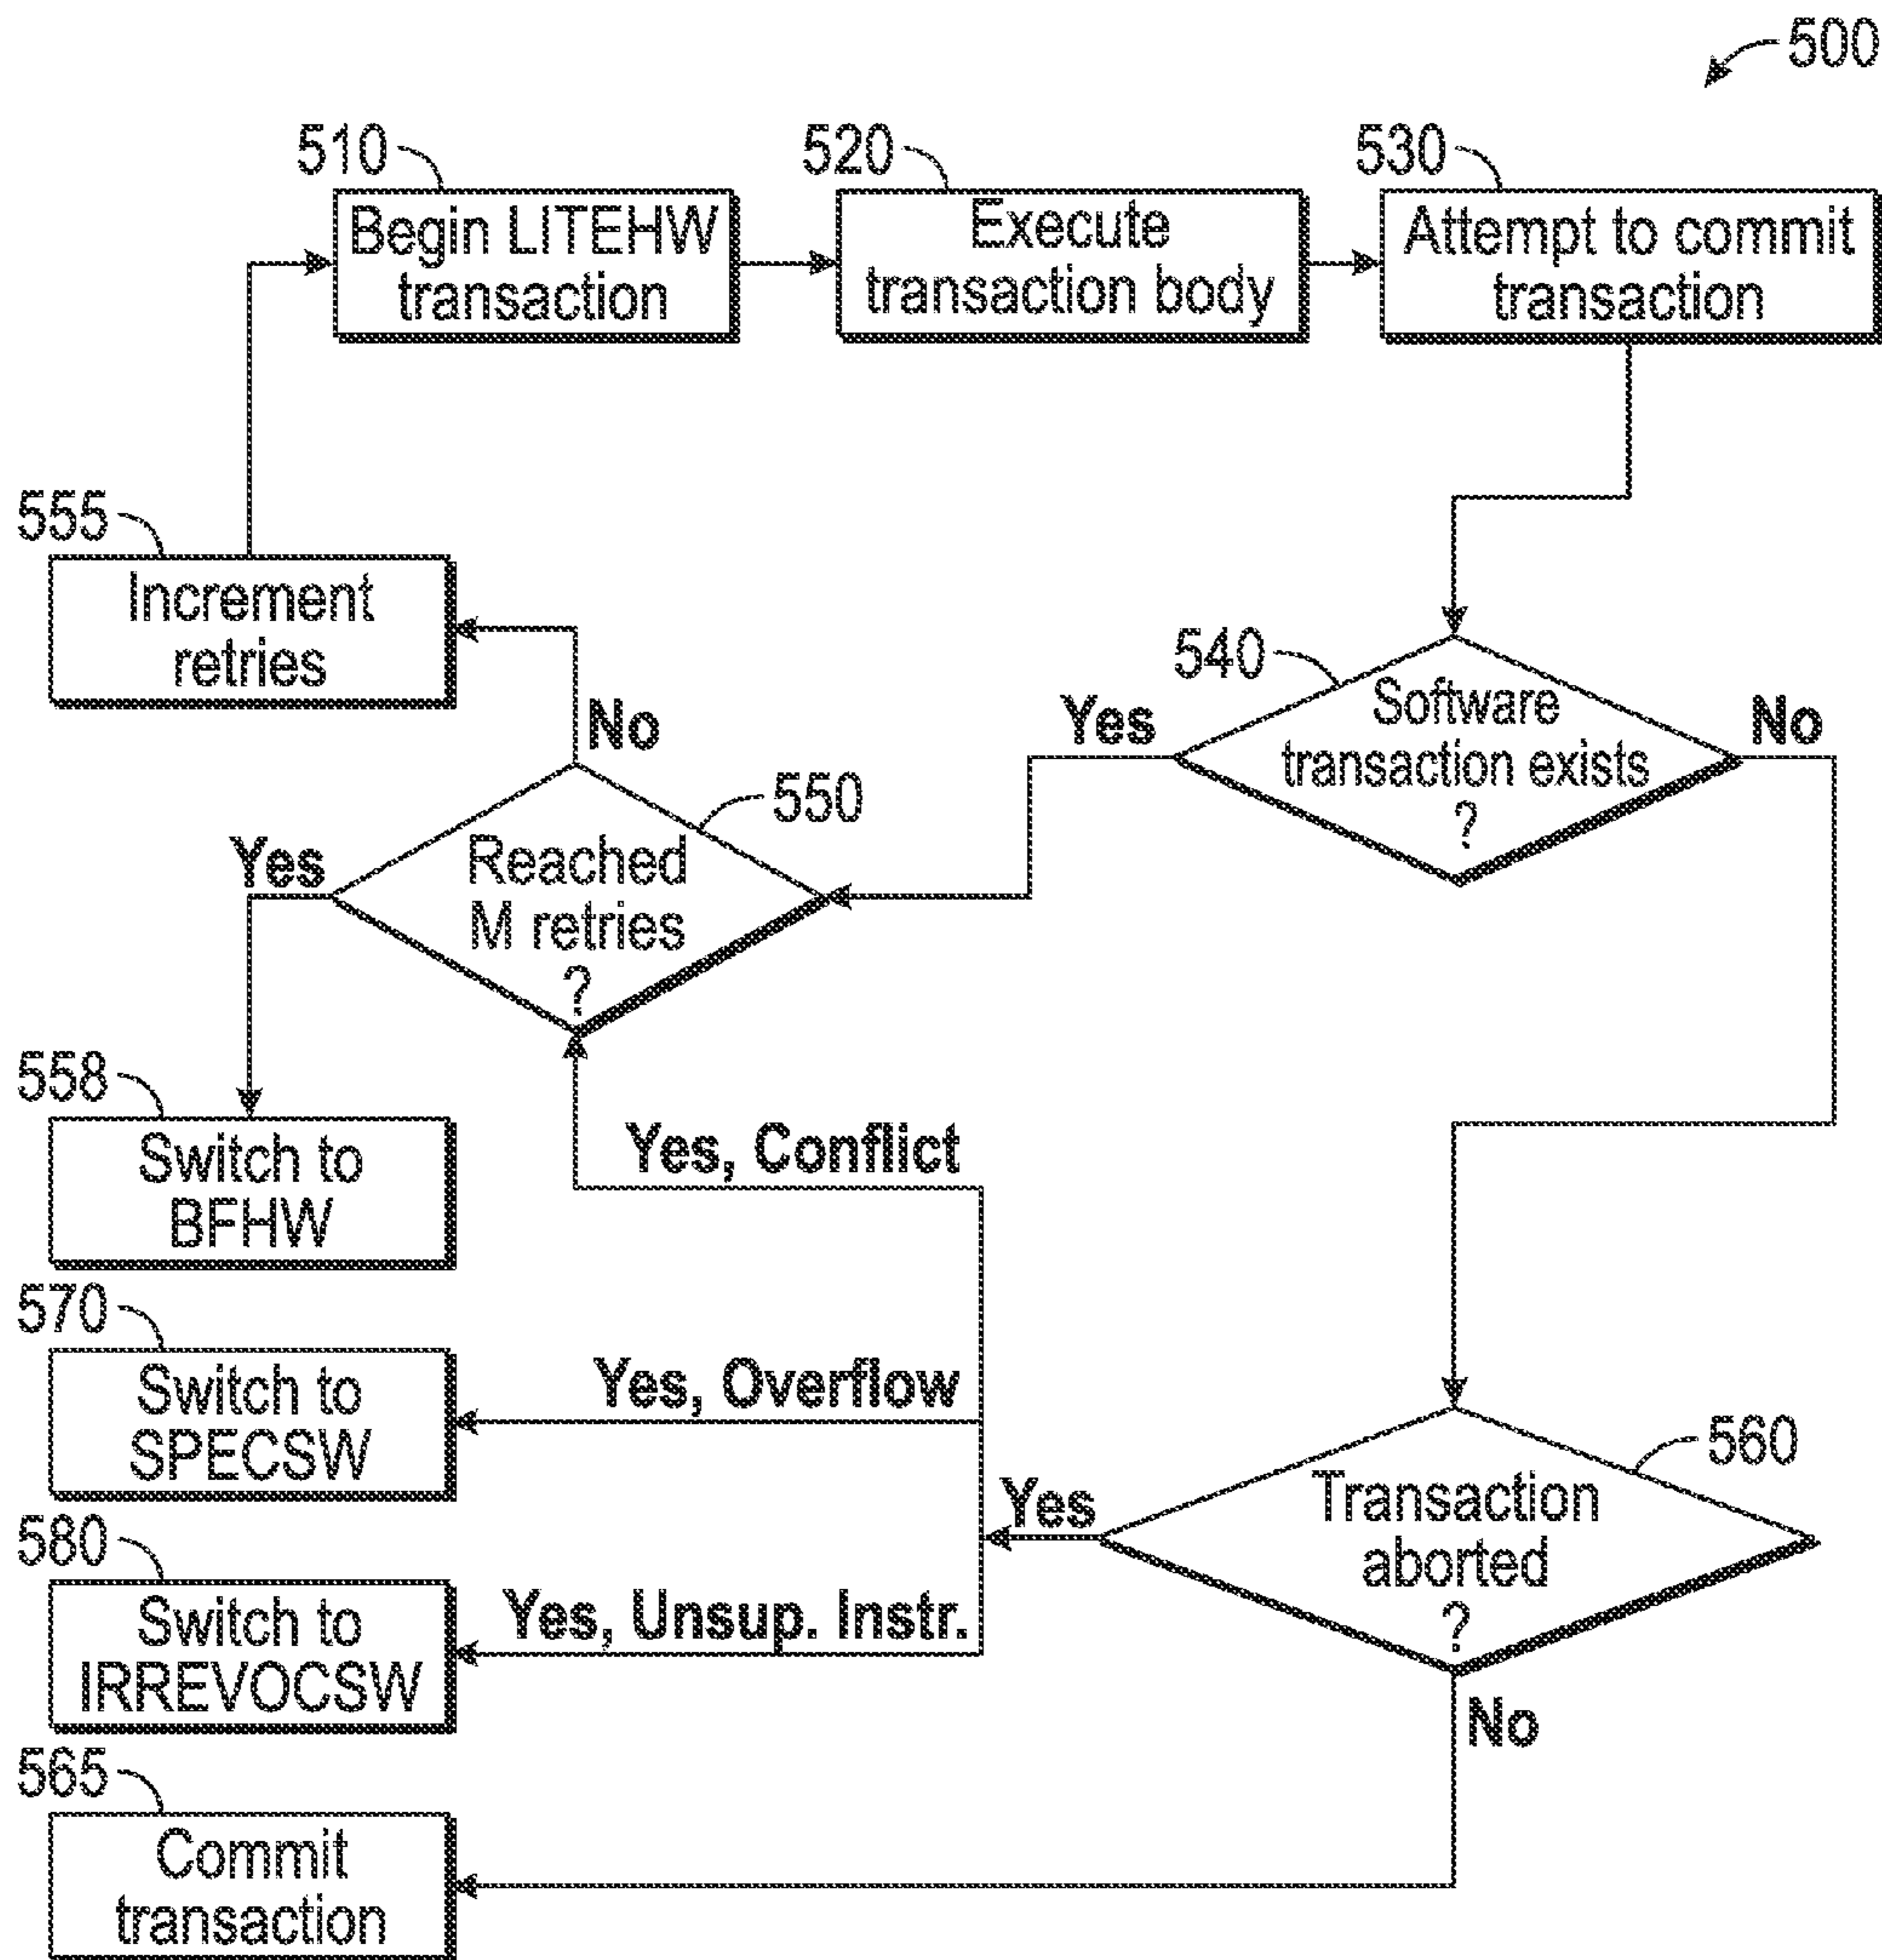 500
510
Begin LITEHW
transaction
520
Execute
transaction body
530
Attempt to commit
transaction
555
Increment
retries
540
Software
transaction exists
?
Yes
No
No
550
Reached
M retries
?
Yes
558
Switch to
BFHW
Yes, Conflict
570
Switch to
SPECSW
Yes, Overflow
560
Transaction
aborted
?
Yes
580
Switch to
IRREVOCSW
Yes, Unsup. Instr.
No
565
Commit
transaction